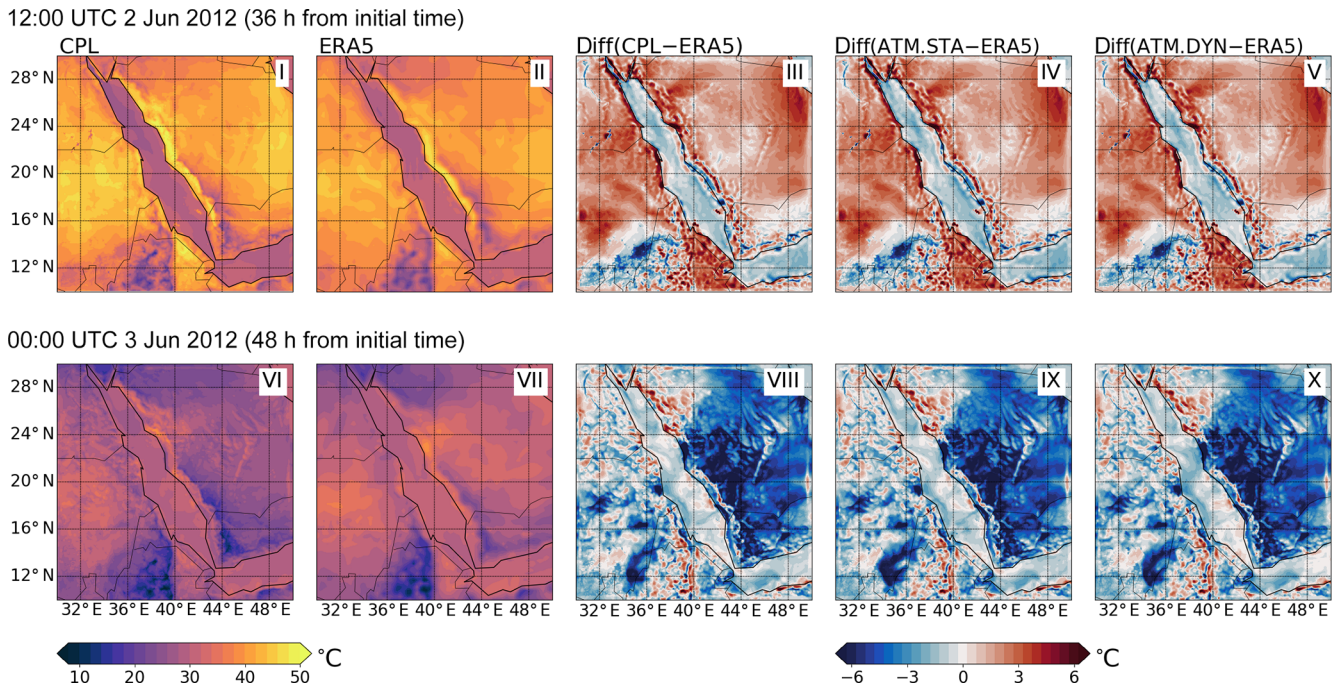 12:00 UTC 2 Jun 2012 (36 h from initial time)
CPL ERA5 Diff(CPL−ERA5) Diff(ATM.STA−ERA5) Diff(ATM.DYN−ERA5)
I II III IV V
28° N
24° N
20° N
16° N
12° N
00:00 UTC 3 Jun 2012 (48 h from initial time)
VI VII VIII IX X
28° N
24° N
20° N
16° N
12° N
32° E 36° E 40° E 44° E 48° E 32° E 36° E 40° E 44° E 48° E 32° E 36° E 40° E 44° E 48° E 32° E 36° E 40° E 44° E 48° E 32° E 36° E 40° E 44° E 48° E
°C °C
10 20 30 40 50 −6 −3 0 3 6